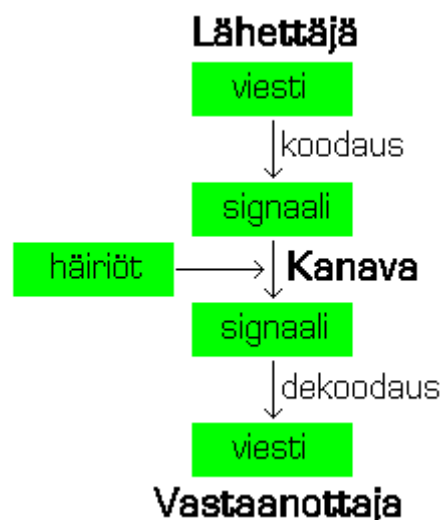 Lähettäjä
viesti
koodaus
signaali
häiriöt
Kanava
signaali
dekoodaus
viesti
Vastaanottaja